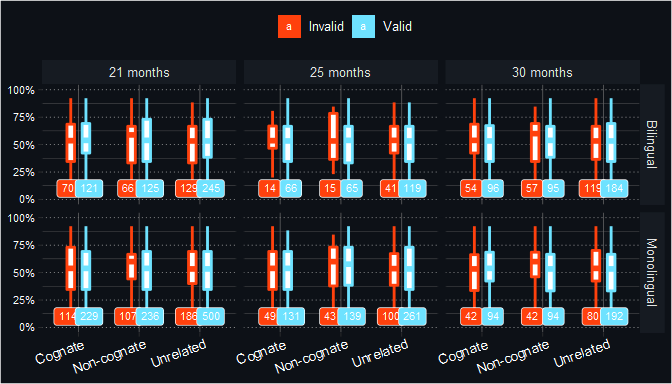 a Invalid a Valid
21 months 25 months 30 months
100%
75%
50%
25%
0%
70 121 66 125 129 245 14 66 15 65 41 119 54 96 57 95 119 184
Bilingual
100%
75%
50%
25%
0%
114 229 107 236 186 500 49 131 43 139 100 261 42 94 42 94 80 192
Monolingual
Cognate Non-cognate Unrelated Cognate Non-cognate Unrelated Cognate Non-cognate Unrelated